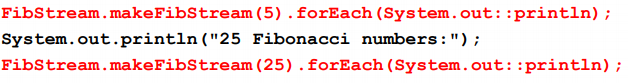 FibStream.makeFibStream(5).forEach(System.out::println);
System.out.println("25 Fibonacci numbers:");
FibStream.makeFibStream(25).forEach(System.out::println);